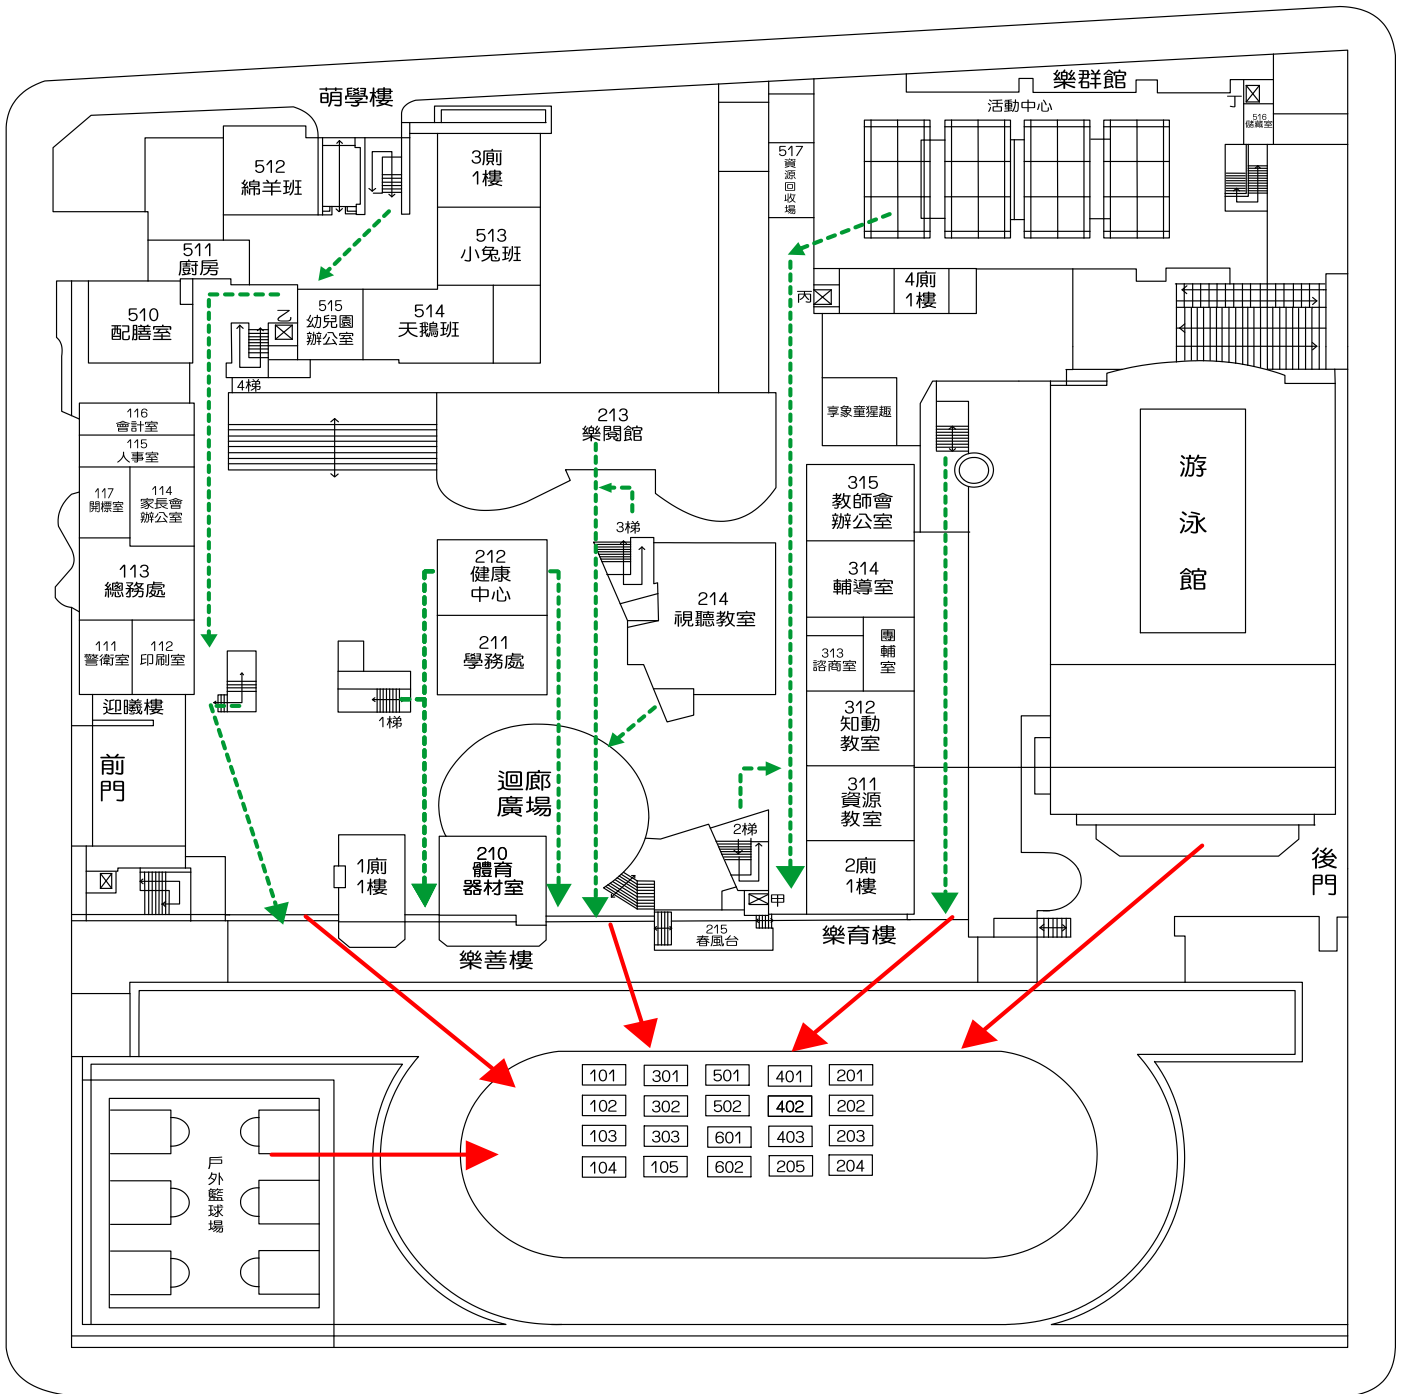 萌學樓
樂群館
活動中心
丁
516
儲藏室
512
綿羊班
3廁
1樓
517
資源回收場
513
小兔班
511
廚房
510
配膳室
乙
515
幼兒園
辦公室
514
天鵝班
丙
4廁
1樓
4梯
116
會計室
115
人事室
117
開標室
114
家長會
辦公室
113
總務處
111
警衛室
112
印刷室
213
樂閱館
3梯
享象童猩趣
315
教師會
辦公室
游泳館
212
健康
中心
211
學務處
214
視聽教室
314
輔導室
313
諮商室
團輔室
迎曦樓
1梯
312
知動
教室
前門
迴廊
廣場
311
資源
教室
2梯
1廁
1樓
210
體育
器材室
2廁
1樓
甲
後門
215
春風台
樂善樓
樂育樓
101 301 501 401 201
102 302 502 402 202
103 303 601 403 203
104 105 602 205 204
戶外籃球場